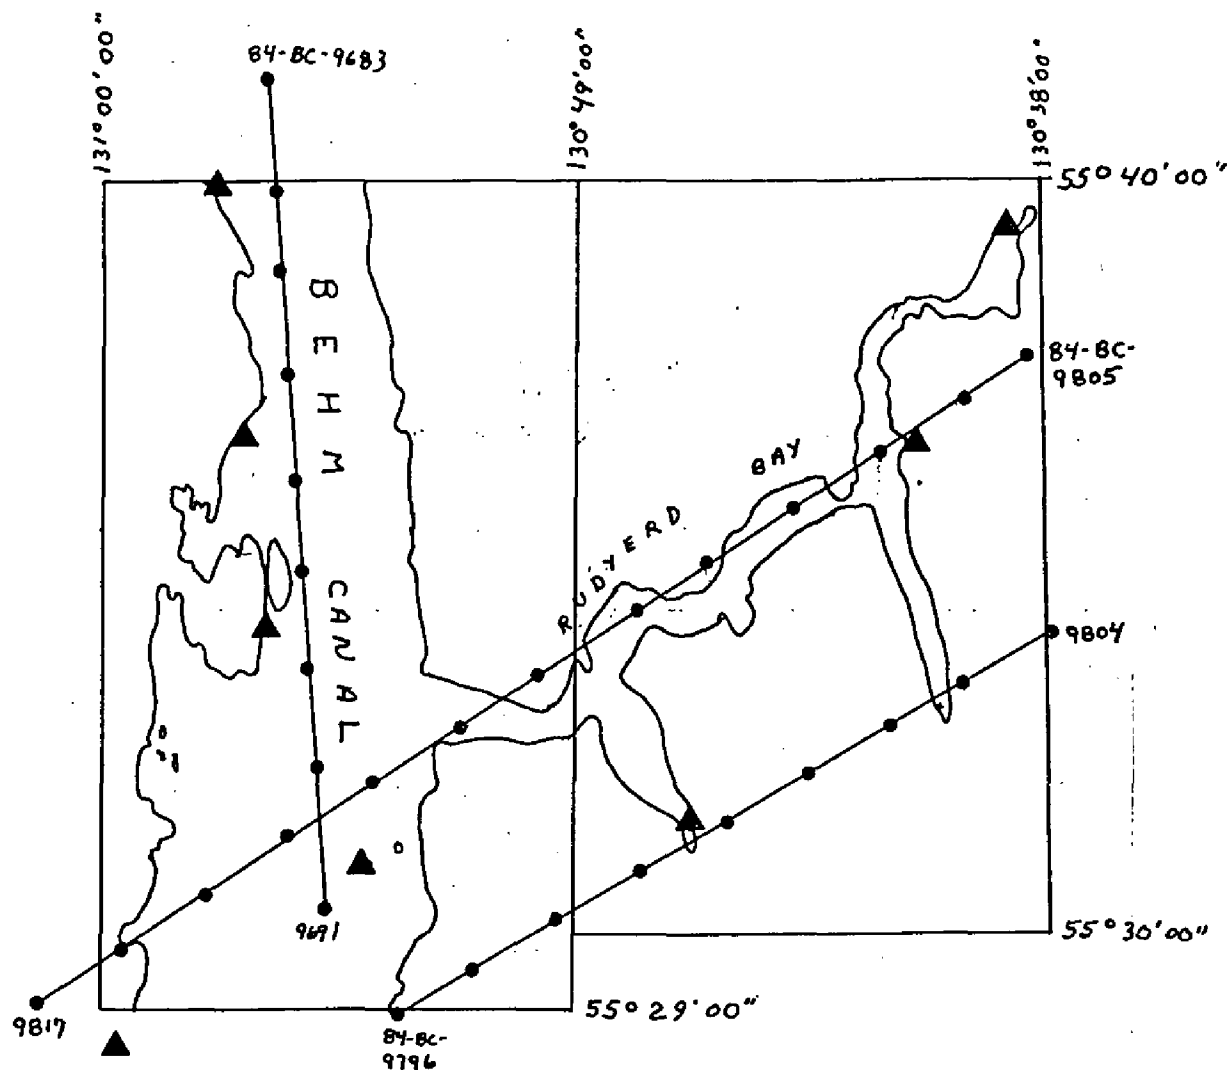 84-BC-9683
131° 00' 00"
130° 49' 00"
130° 38' 00"
55° 40' 00"
BEHM CANAL
84-BC-
9805
RUDYERD BAY
9804
9691
55° 30' 00"
55° 29' 00"
9817
84-BC-
9796